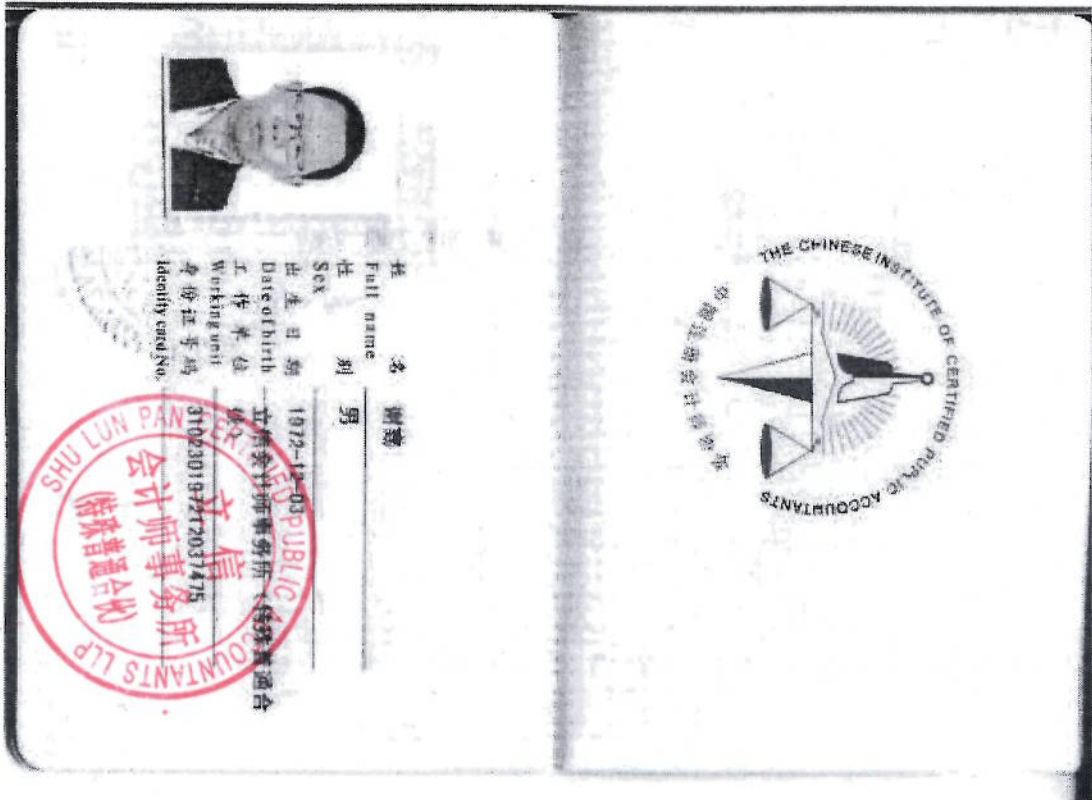 姓 名
Full name
性 别 男
Sex
出 生 日 期 1972-12-03
Date of birth
工 作 单 位 立信会计师事务所（特殊普通合
Working unit
身 份 证 号 码 310230197212037475
Identity card No.
SHU LUN PAN CERTIFIED PUBLIC ACCOUNTANTS LLP
立信
会计师事务所
(特殊普通合伙)
THE CHINESE INSTITUTE OF CERTIFIED PUBLIC ACCOUNTANTS
中国注册会计师协会